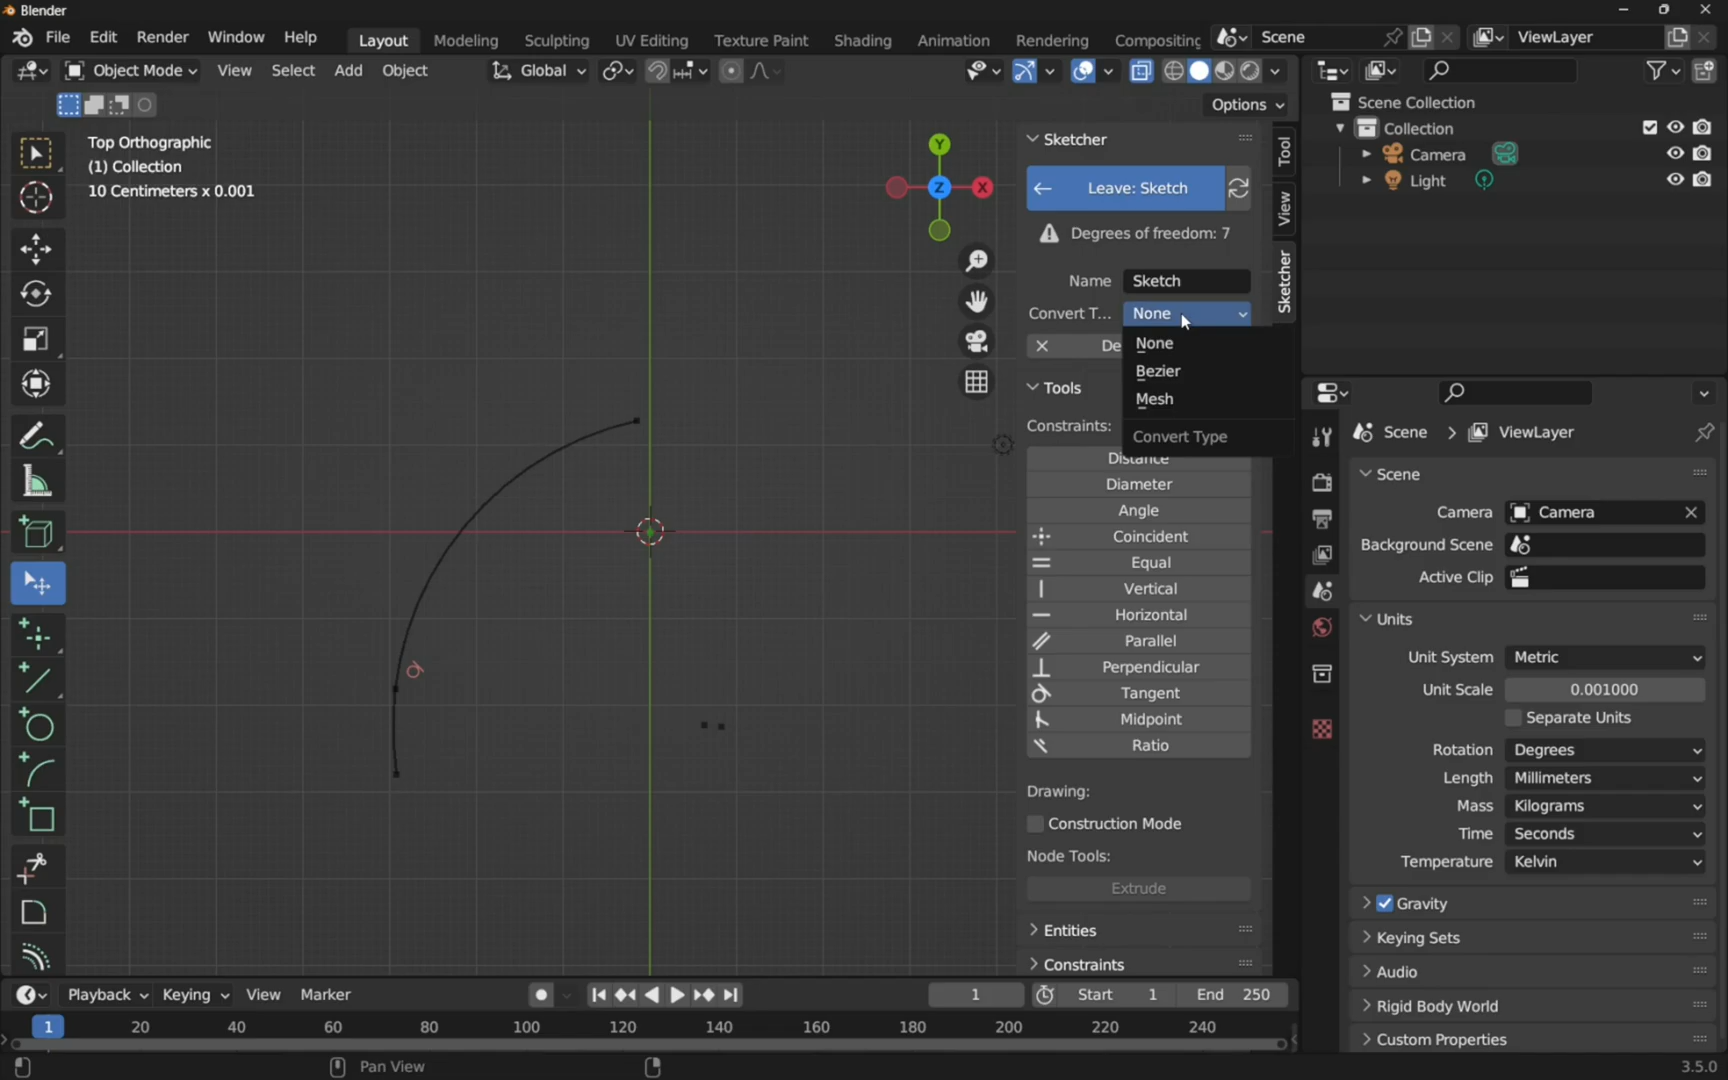 Blender
File Edit Render Window Help
Layout Modeling Sculpting UV Editing Texture Paint Shading Animation Rendering Compositing
Scene
ViewLayer
Object Mode View Select Add Object
Global
Options
Top Orthographic
(1) Collection
10 Centimeters x 0.001
Y
X
Z
Sketcher
Leave: Sketch
Degrees of freedom: 7
Name Sketch
Convert T... None
None
Bezier
Mesh
Convert Type
De
Tools
Constraints:
Distance
Diameter
Angle
Coincident
Equal
Vertical
Horizontal
Parallel
Perpendicular
Tangent
Midpoint
Ratio
Drawing:
Construction Mode
Node Tools:
Extrude
Entities
Constraints
Tool
View
Sketcher
Scene Collection
Collection
Camera
Light
Scene > ViewLayer
Scene
Camera Camera
Background Scene
Active Clip
Units
Unit System Metric
Unit Scale 0.001000
Separate Units
Rotation Degrees
Length Millimeters
Mass Kilograms
Time Seconds
Temperature Kelvin
Gravity
Keying Sets
Audio
Rigid Body World
Custom Properties
Playback Keying View Marker
1
Start 1 End 250
1 20 40 60 80 100 120 140 160 180 200 220 240
Pan View
3.5.0